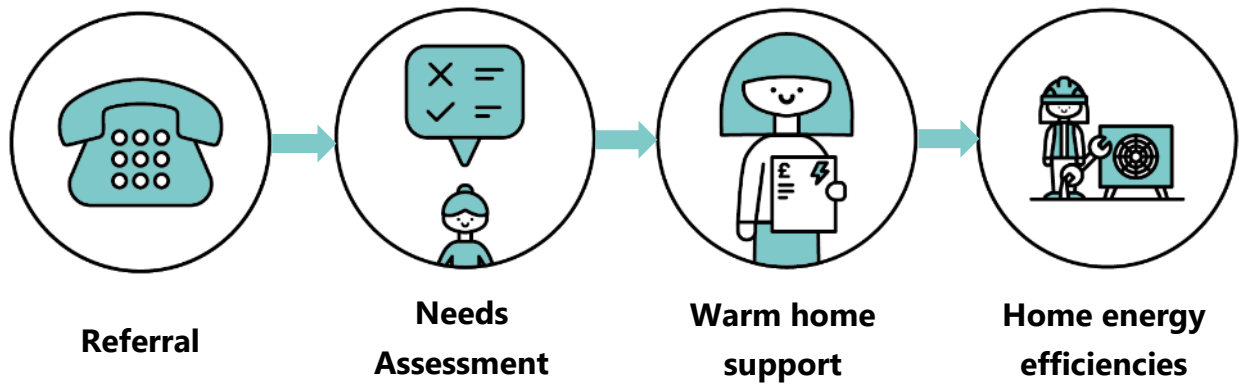 £
Referral
Needs
Assessment
Warm home
support
Home energy
efficiencies